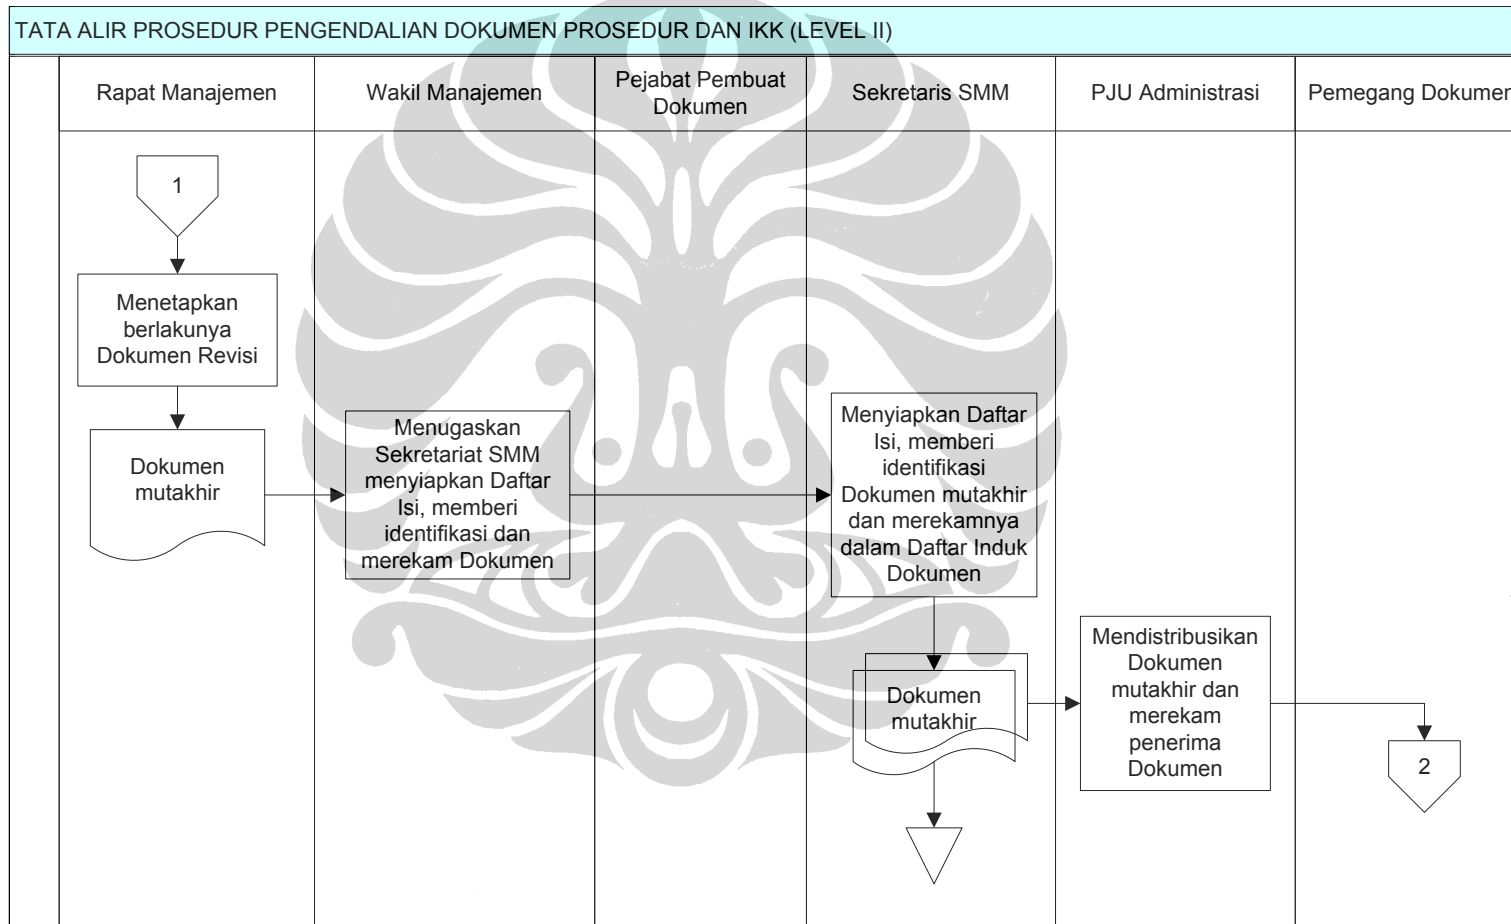 TATA ALIR PROSEDUR PENGENDALIAN DOKUMEN PROSEDUR DAN IKK (LEVEL II)
Rapat Manajemen
Wakil Manajemen
Pejabat Pembuat
Dokumen
Sekretaris SMM
PJU Administrasi
Pemegang Dokumen
1
Menetapkan
berlakunya
Dokumen Revisi
Dokumen
mutakhir
Menugaskan
Sekretariat SMM
menyiapkan Daftar
Isi, memberi
identifikasi dan
merekam Dokumen
Menyiapkan Daftar
Isi, memberi
identifikasi
Dokumen mutakhir
dan merekamnya
dalam Daftar Induk
Dokumen
Dokumen
mutakhir
Mendistribusikan
Dokumen
mutakhir dan
merekam
penerima
Dokumen
2